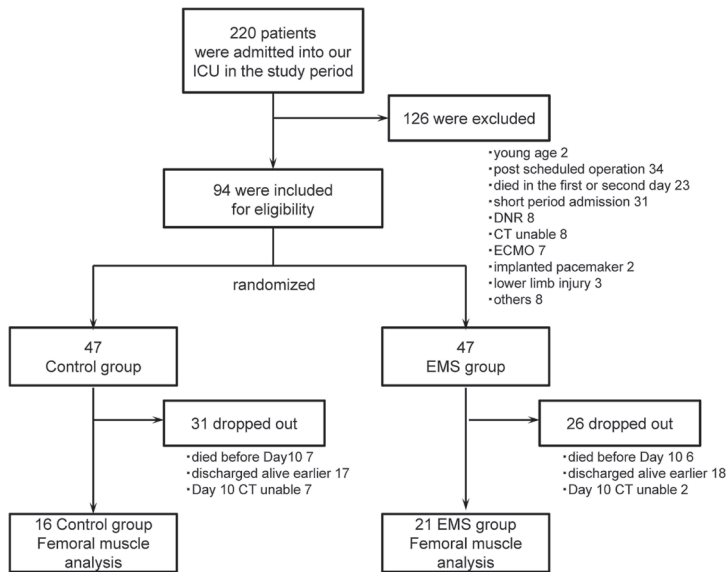 220 patients
were admitted into our
ICU in the study period
126 were excluded
・young age 2
・post scheduled operation 34
・died in the first or second day 23
・short period admission 31
・DNR 8
・CT unable 8
・ECMO 7
・implanted pacemaker 2
・lower limb injury 3
・others 8
94 were included
for eligibility
randomized
47
Control group
47
EMS group
31 dropped out
・died before Day10 7
・discharged alive earlier 17
・Day 10 CT unable 7
26 dropped out
・died before Day 10 6
・discharged alive earlier 18
・Day 10 CT unable 2
16 Control group
Femoral muscle
analysis
21 EMS group
Femoral muscle
analysis